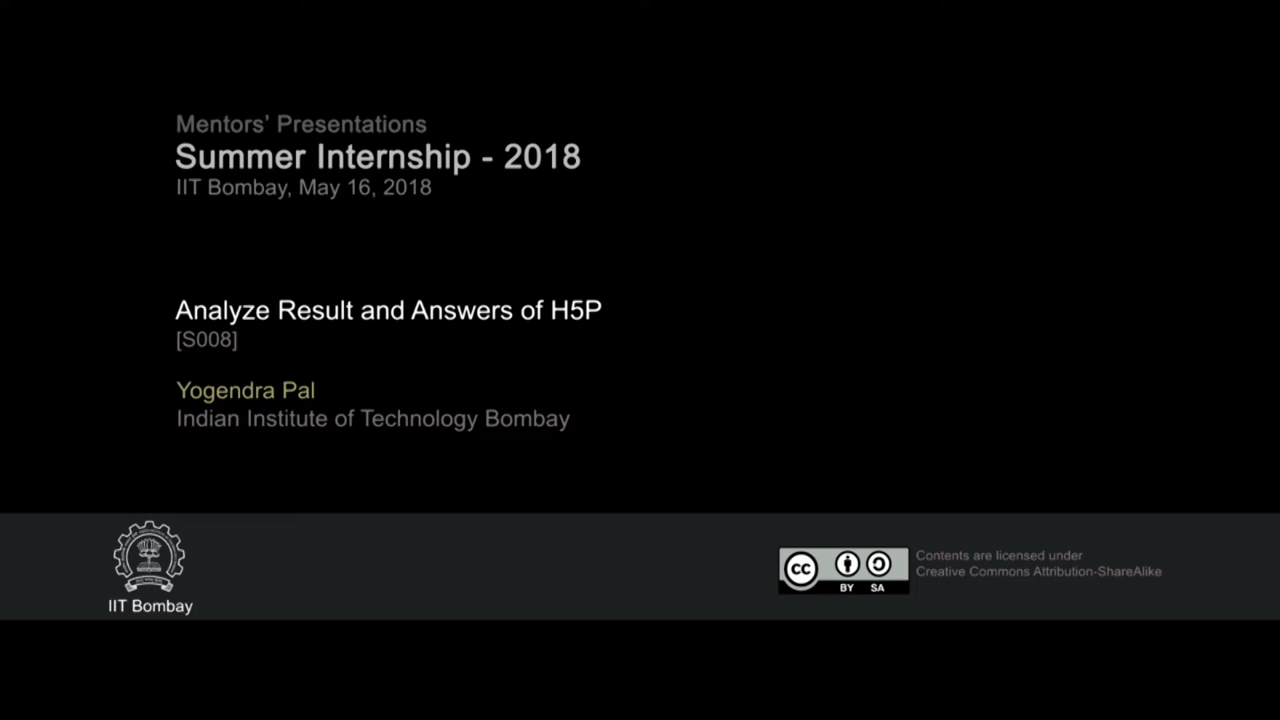 Mentors’ Presentations
Summer Internship - 2018
IIT Bombay, May 16, 2018
Analyze Result and Answers of H5P
[S008]
Yogendra Pal
Indian Institute of Technology Bombay
IIT Bombay
cc
BY SA
Contents are licensed under
Creative Commons Attribution-ShareAlike